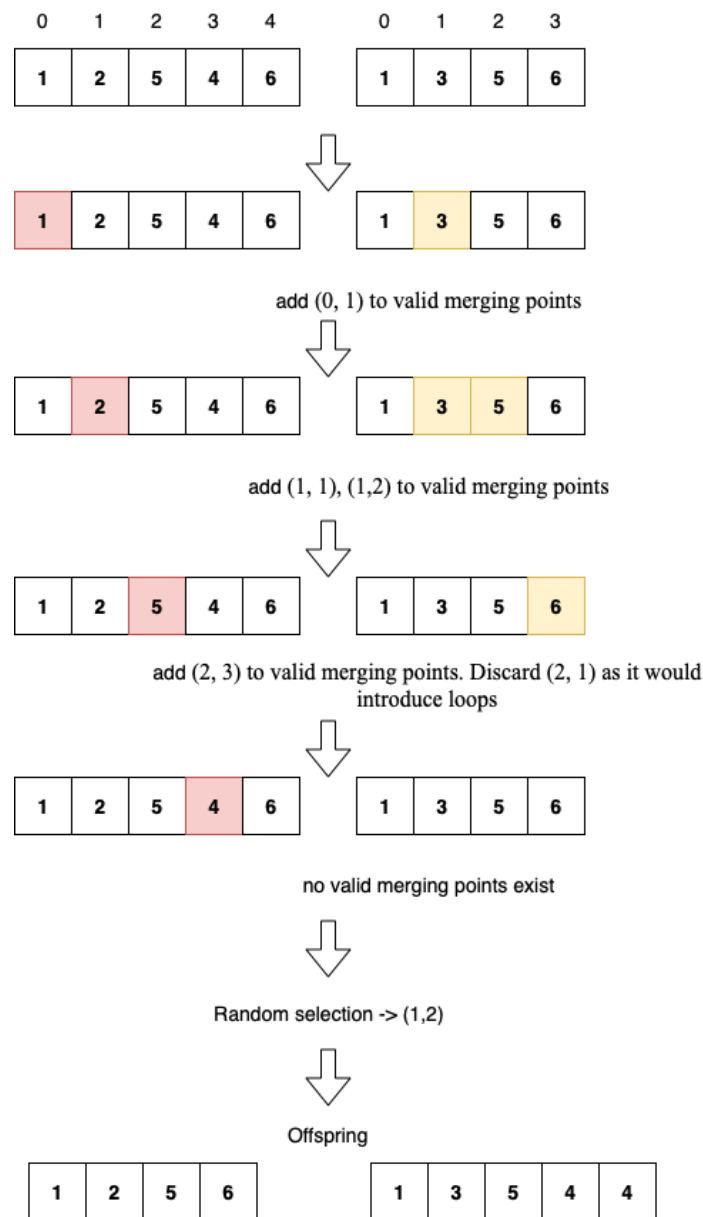 0 1 2 3 4 0 1 2 3
1 2 5 4 6 1 3 5 6
1 2 5 4 6 1 3 5 6
add (0, 1) to valid merging points
1 2 5 4 6 1 3 5 6
add (1, 1), (1,2) to valid merging points
1 2 5 4 6 1 3 5 6
add (2, 3) to valid merging points. Discard (2, 1) as it would
introduce loops
1 2 5 4 6 1 3 5 6
no valid merging points exist
Random selection -> (1,2)
Offspring
1 2 5 6 1 3 5 4 4